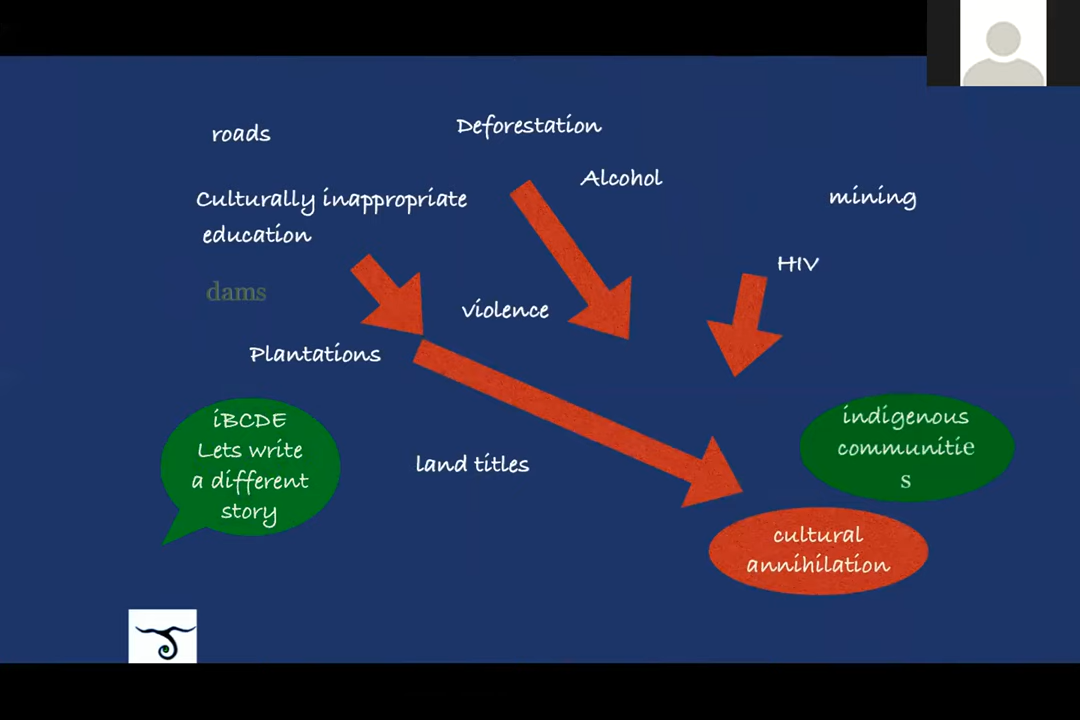 roads
Deforestation
Alcohol
Culturally inappropriate
education
mining
HIV
dams
violence
Plantations
iBCDE
Lets write
a different
story
land titles
indigenous
communitie
s
cultural
annihilation